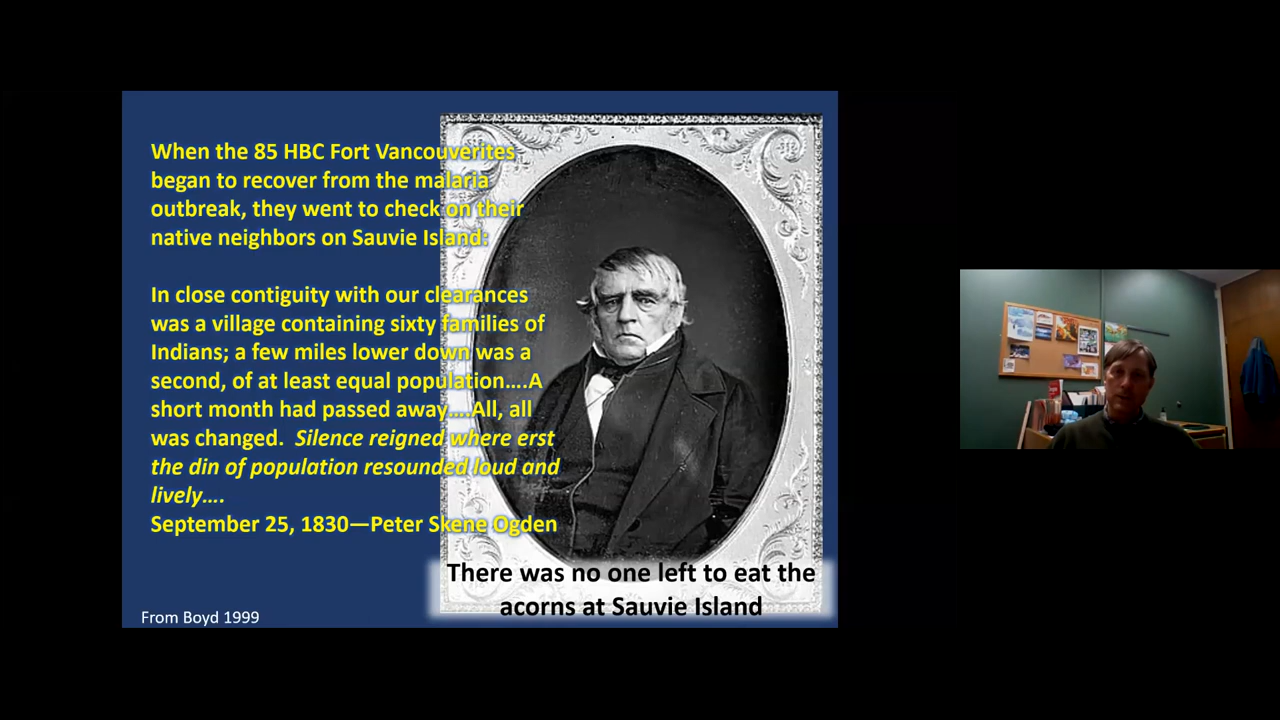 When the 85 HBC Fort Vancouverites
began to recover from the malaria
outbreak, they went to check on their
native neighbors on Sauvie Island:
In close contiguity with our clearances
was a village containing sixty families of
Indians; a few miles lower down was a
second, of at least equal population….A
short month had passed away….All, all
was changed.  Silence reigned where erst
the din of population resounded loud and
lively….
September 25, 1830—Peter Skene Ogden
There was no one left to eat the
acorns at Sauvie Island
From Boyd 1999